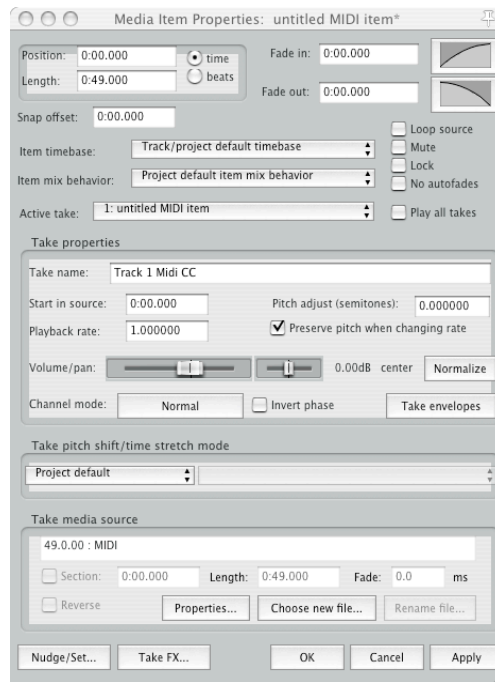 Media Item Properties: untitled MIDI item*
Position: 0:00.000 time
Length: 0:49.000 beats
Fade in: 0:00.000
Fade out: 0:00.000
Snap offset: 0:00.000
Loop source
Item timebase: Track/project default timebase Mute
Lock
Item mix behavior: Project default item mix behavior No autofades
Active take: 1: untitled MIDI item Play all takes
Take properties
Take name: Track 1 Midi CC
Start in source: 0:00.000 Pitch adjust (semitones): 0.000000
Playback rate: 1.000000 Preserve pitch when changing rate
Volume/pan: 0.00dB center Normalize
Channel mode: Normal Invert phase Take envelopes
Take pitch shift/time stretch mode
Project default
Take media source
49.0.00 : MIDI
Section: 0:00.000 Length: 0:49.000 Fade: 0.0 ms
Reverse Properties... Choose new file... Rename file...
Nudge/Set... Take FX... OK Cancel Apply